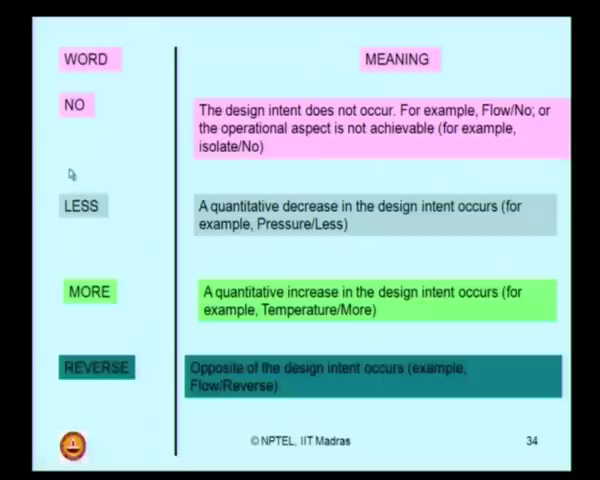 WORD
MEANING
NO
The design intent does not occur. For example, Flow/No; or
the operational aspect is not achievable (for example,
isolate/No)
LESS
A quantitative decrease in the design intent occurs (for
example, Pressure/Less)
MORE
A quantitative increase in the design intent occurs (for
example, Temperature/More)
REVERSE
Opposite of the design intent occurs (example,
Flow/Reverse)
© NPTEL, IIT Madras
34